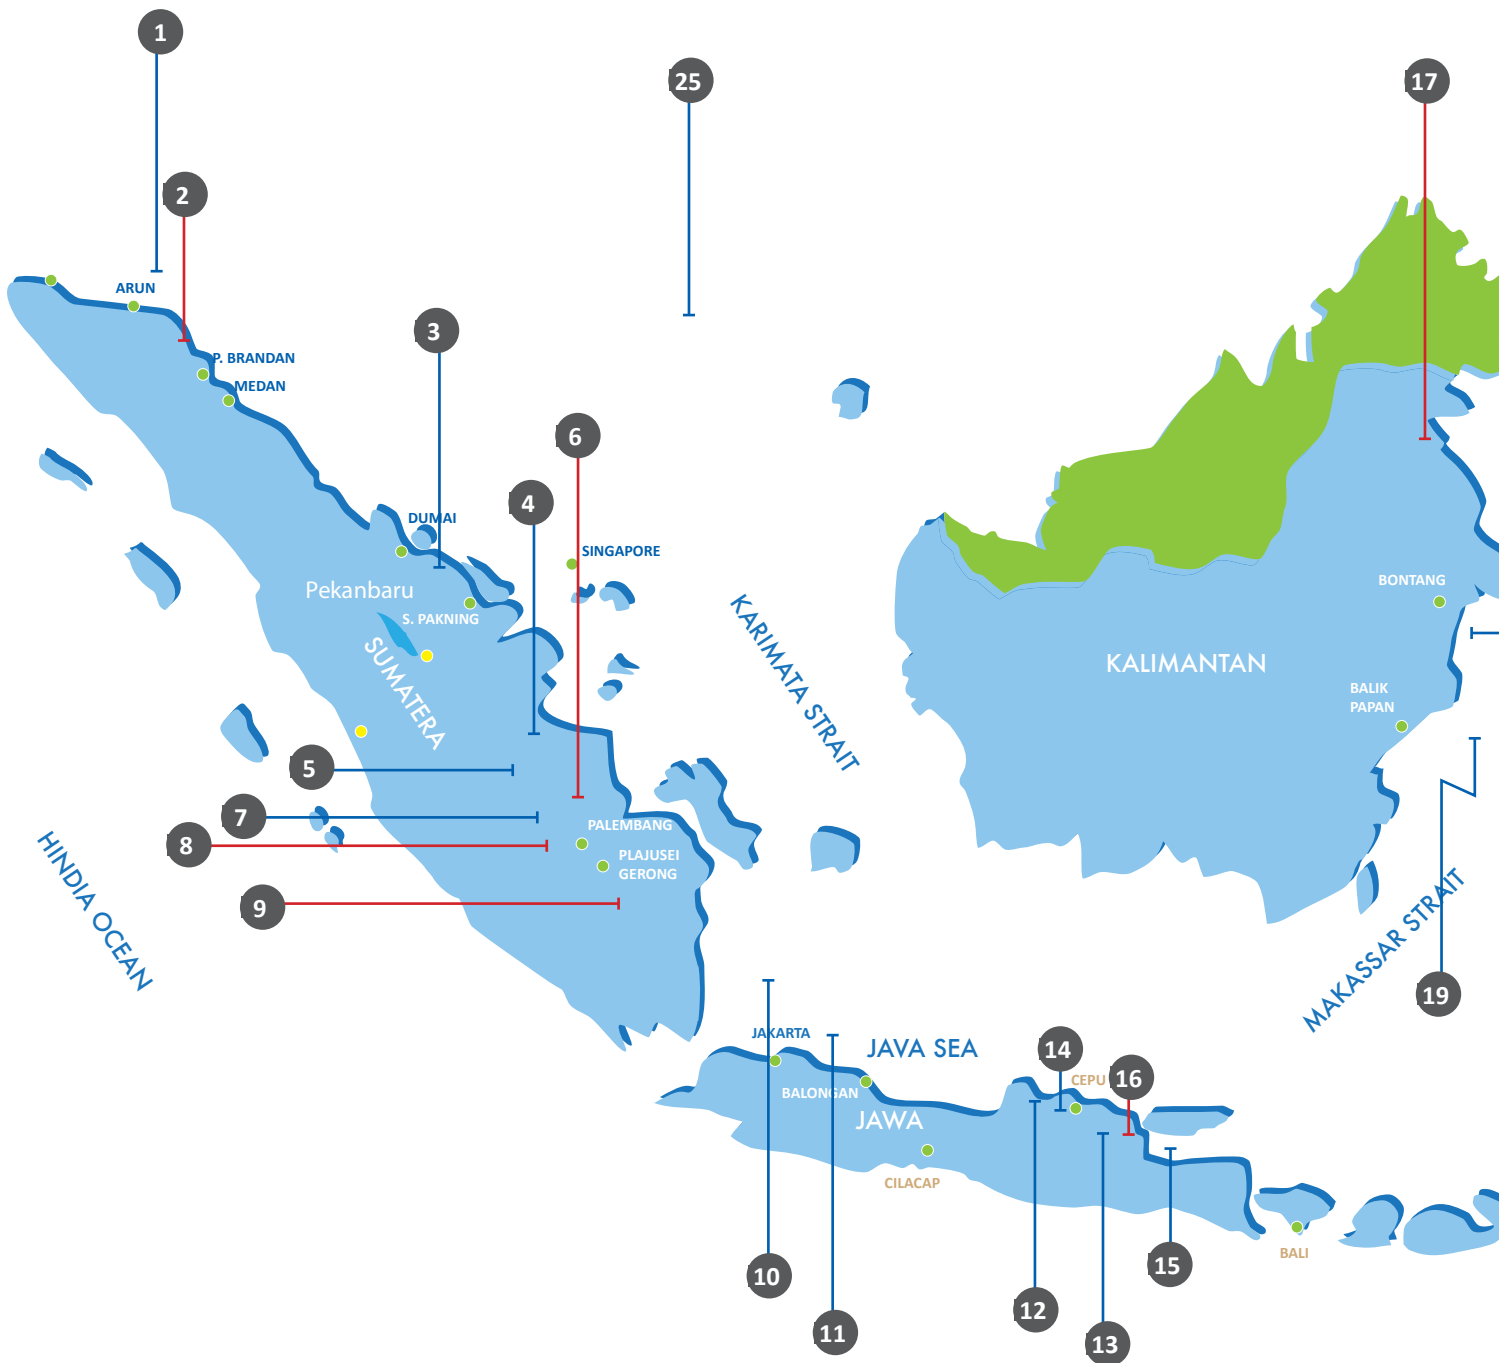 1
25
17
2
ARUN
3
P. BRANDAN
MEDAN
6
4
DUMAI
SINGAPORE
Pekanbaru
S. PAKNING
SUMATERA
KARIMATA STRAIT
KALIMANTAN
BONTANG
BALIK
PAPAN
5
7
8
9
PALEMBANG
PLAJUSEI
GERONG
HINDIA OCEAN
MAKASSAR STRAIT
19
JAKARTA
JAVA SEA
14
CEPU
16
BALONGAN
JAWA
CILACAP
BALI
10
15
12
11
13